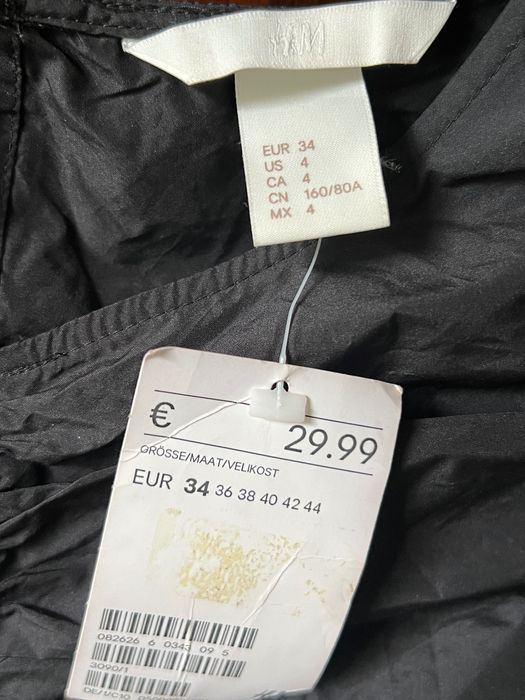 H&M
EUR 34
US 4
CA 4
CN 160/80A
MX 4
€ 29.99
GRÖSSE/MAAT/VELIKOST
EUR 34 36 38 40 42 44
082626 6 0343 09 5
3090/1